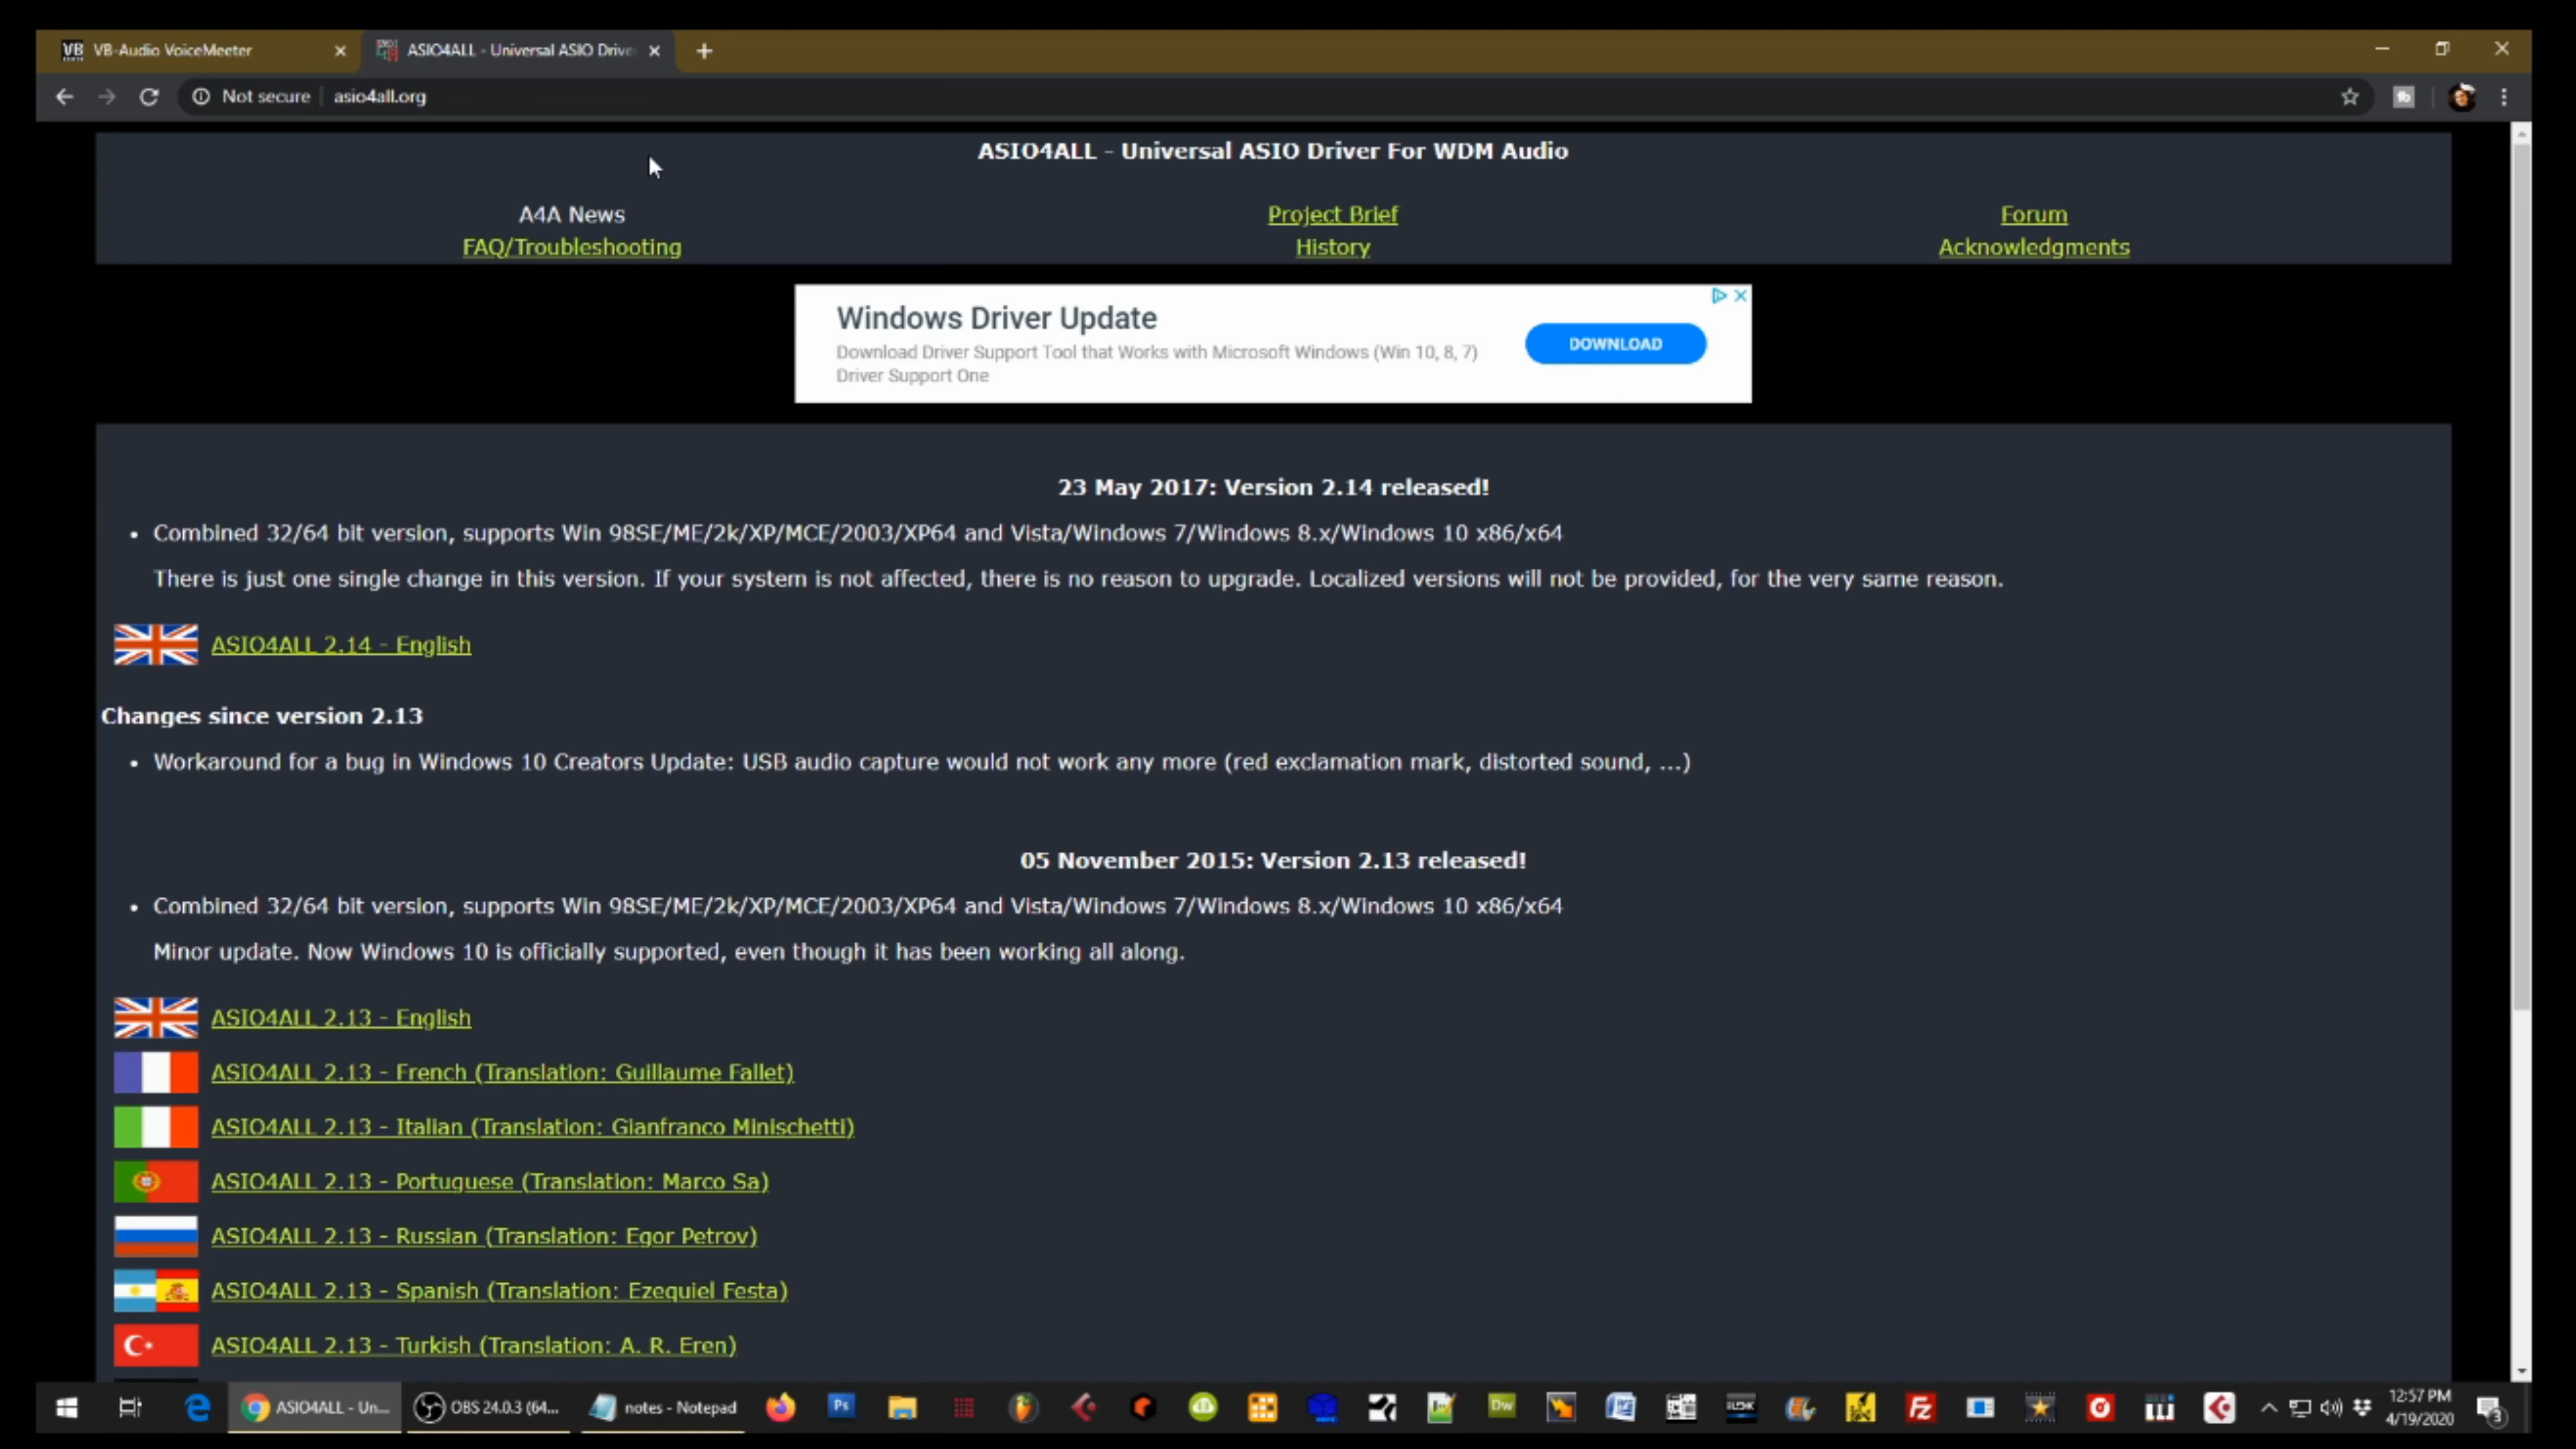 VB-Audio VoiceMeeter
ASIO4ALL - Universal ASIO Drive
Not secure
asio4all.org
ASIO4ALL - Universal ASIO Driver For WDM Audio
A4A News
Project Brief
Forum
FAQ/Troubleshooting
History
Acknowledgments
Windows Driver Update
Download Driver Support Tool that Works with Microsoft Windows (Win 10, 8, 7)
Driver Support One
DOWNLOAD
23 May 2017: Version 2.14 released!
• Combined 32/64 bit version, supports Win 98SE/ME/2k/XP/MCE/2003/XP64 and Vista/Windows 7/Windows 8.x/Windows 10 x86/x64
There is just one single change in this version. If your system is not affected, there is no reason to upgrade. Localized versions will not be provided, for the very same reason.
ASIO4ALL 2.14 - English
Changes since version 2.13
• Workaround for a bug in Windows 10 Creators Update: USB audio capture would not work any more (red exclamation mark, distorted sound, ...)
05 November 2015: Version 2.13 released!
• Combined 32/64 bit version, supports Win 98SE/ME/2k/XP/MCE/2003/XP64 and Vista/Windows 7/Windows 8.x/Windows 10 x86/x64
Minor update. Now Windows 10 is officially supported, even though it has been working all along.
ASIO4ALL 2.13 - English
ASIO4ALL 2.13 - French (Translation: Guillaume Fallet)
ASIO4ALL 2.13 - Italian (Translation: Gianfranco Minischetti)
ASIO4ALL 2.13 - Portuguese (Translation: Marco Sa)
ASIO4ALL 2.13 - Russian (Translation: Egor Petrov)
ASIO4ALL 2.13 - Spanish (Translation: Ezequiel Festa)
ASIO4ALL 2.13 - Turkish (Translation: A. R. Eren)
ASIO4ALL - Un...
OBS 24.0.3 (64...
notes - Notepad
Ps
Dw
Fz
12:57 PM
4/19/2020
3